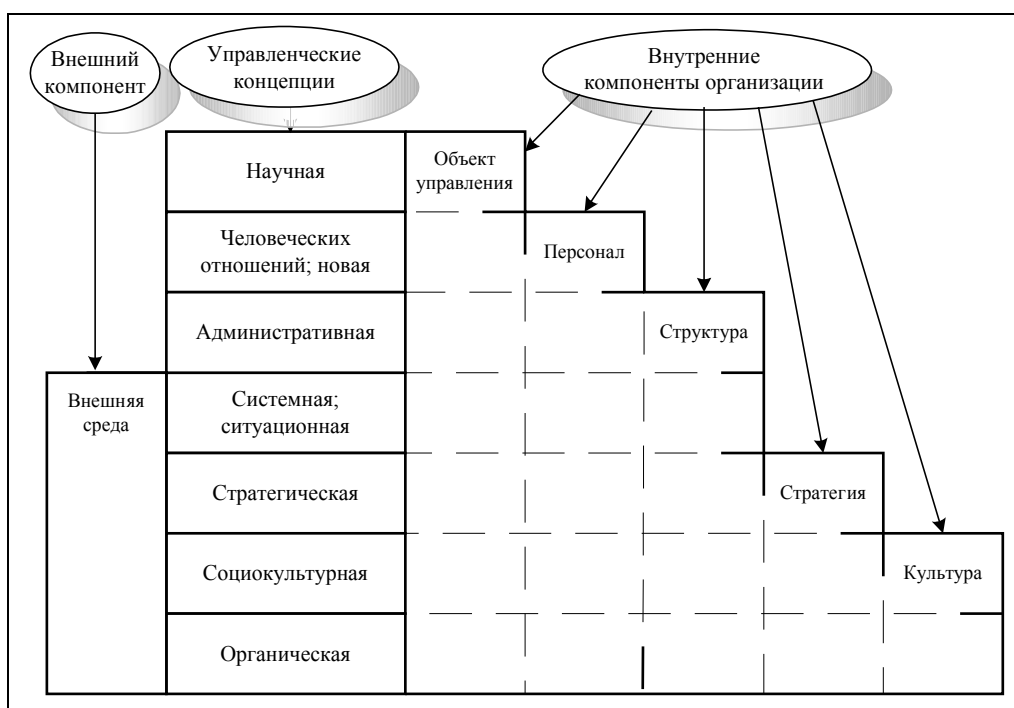 Внешний
компонент
Управленческие
концепции
Внутренние
компоненты организации
Научная
Объект
управления
Человеческих
отношений; новая
Персонал
Административная
Структура
Внешняя
среда
Системная;
ситуационная
Стратегическая
Стратегия
Социокультурная
Культура
Органическая